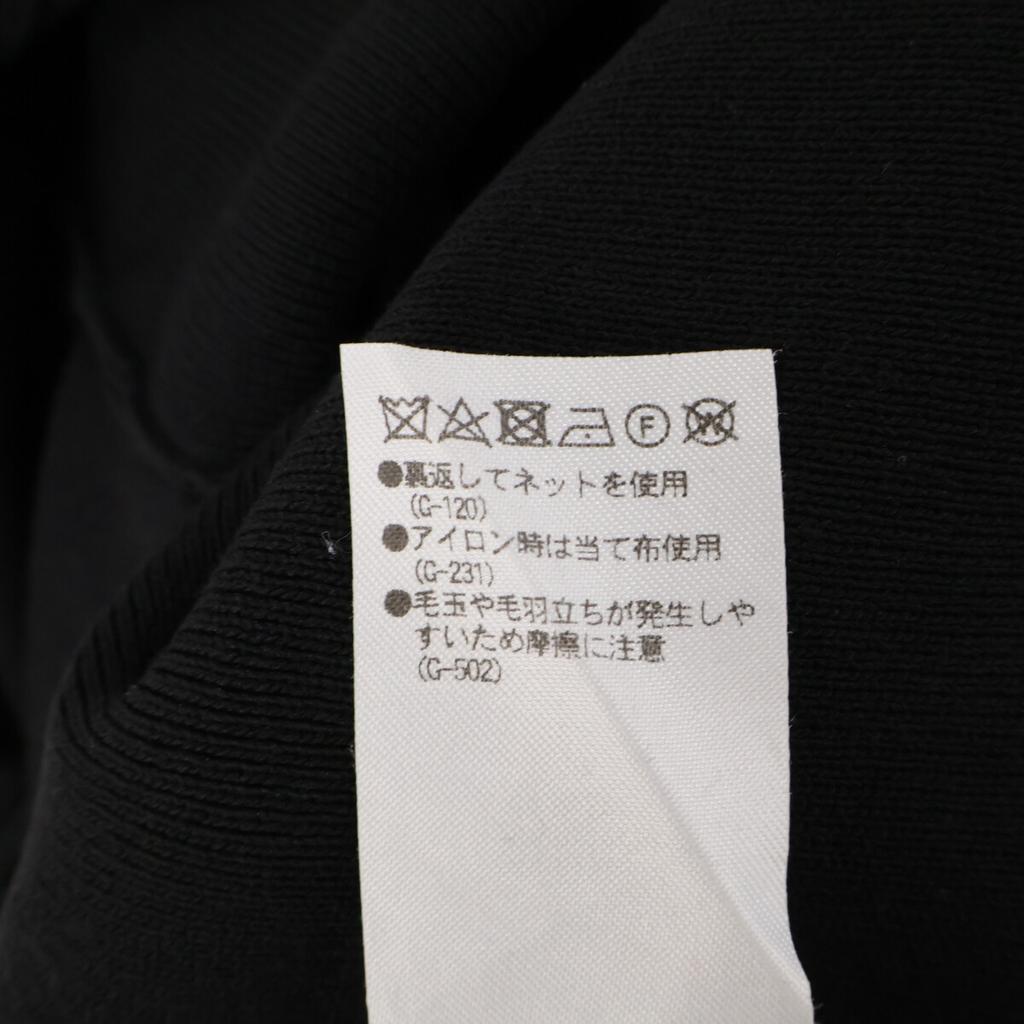 F W
●裏返してネットを使用
(G-120)
●アイロン時は当て布使用
(G-231)
●毛玉や毛羽立ちが発生しや
すいため摩擦に注意
(G-502)